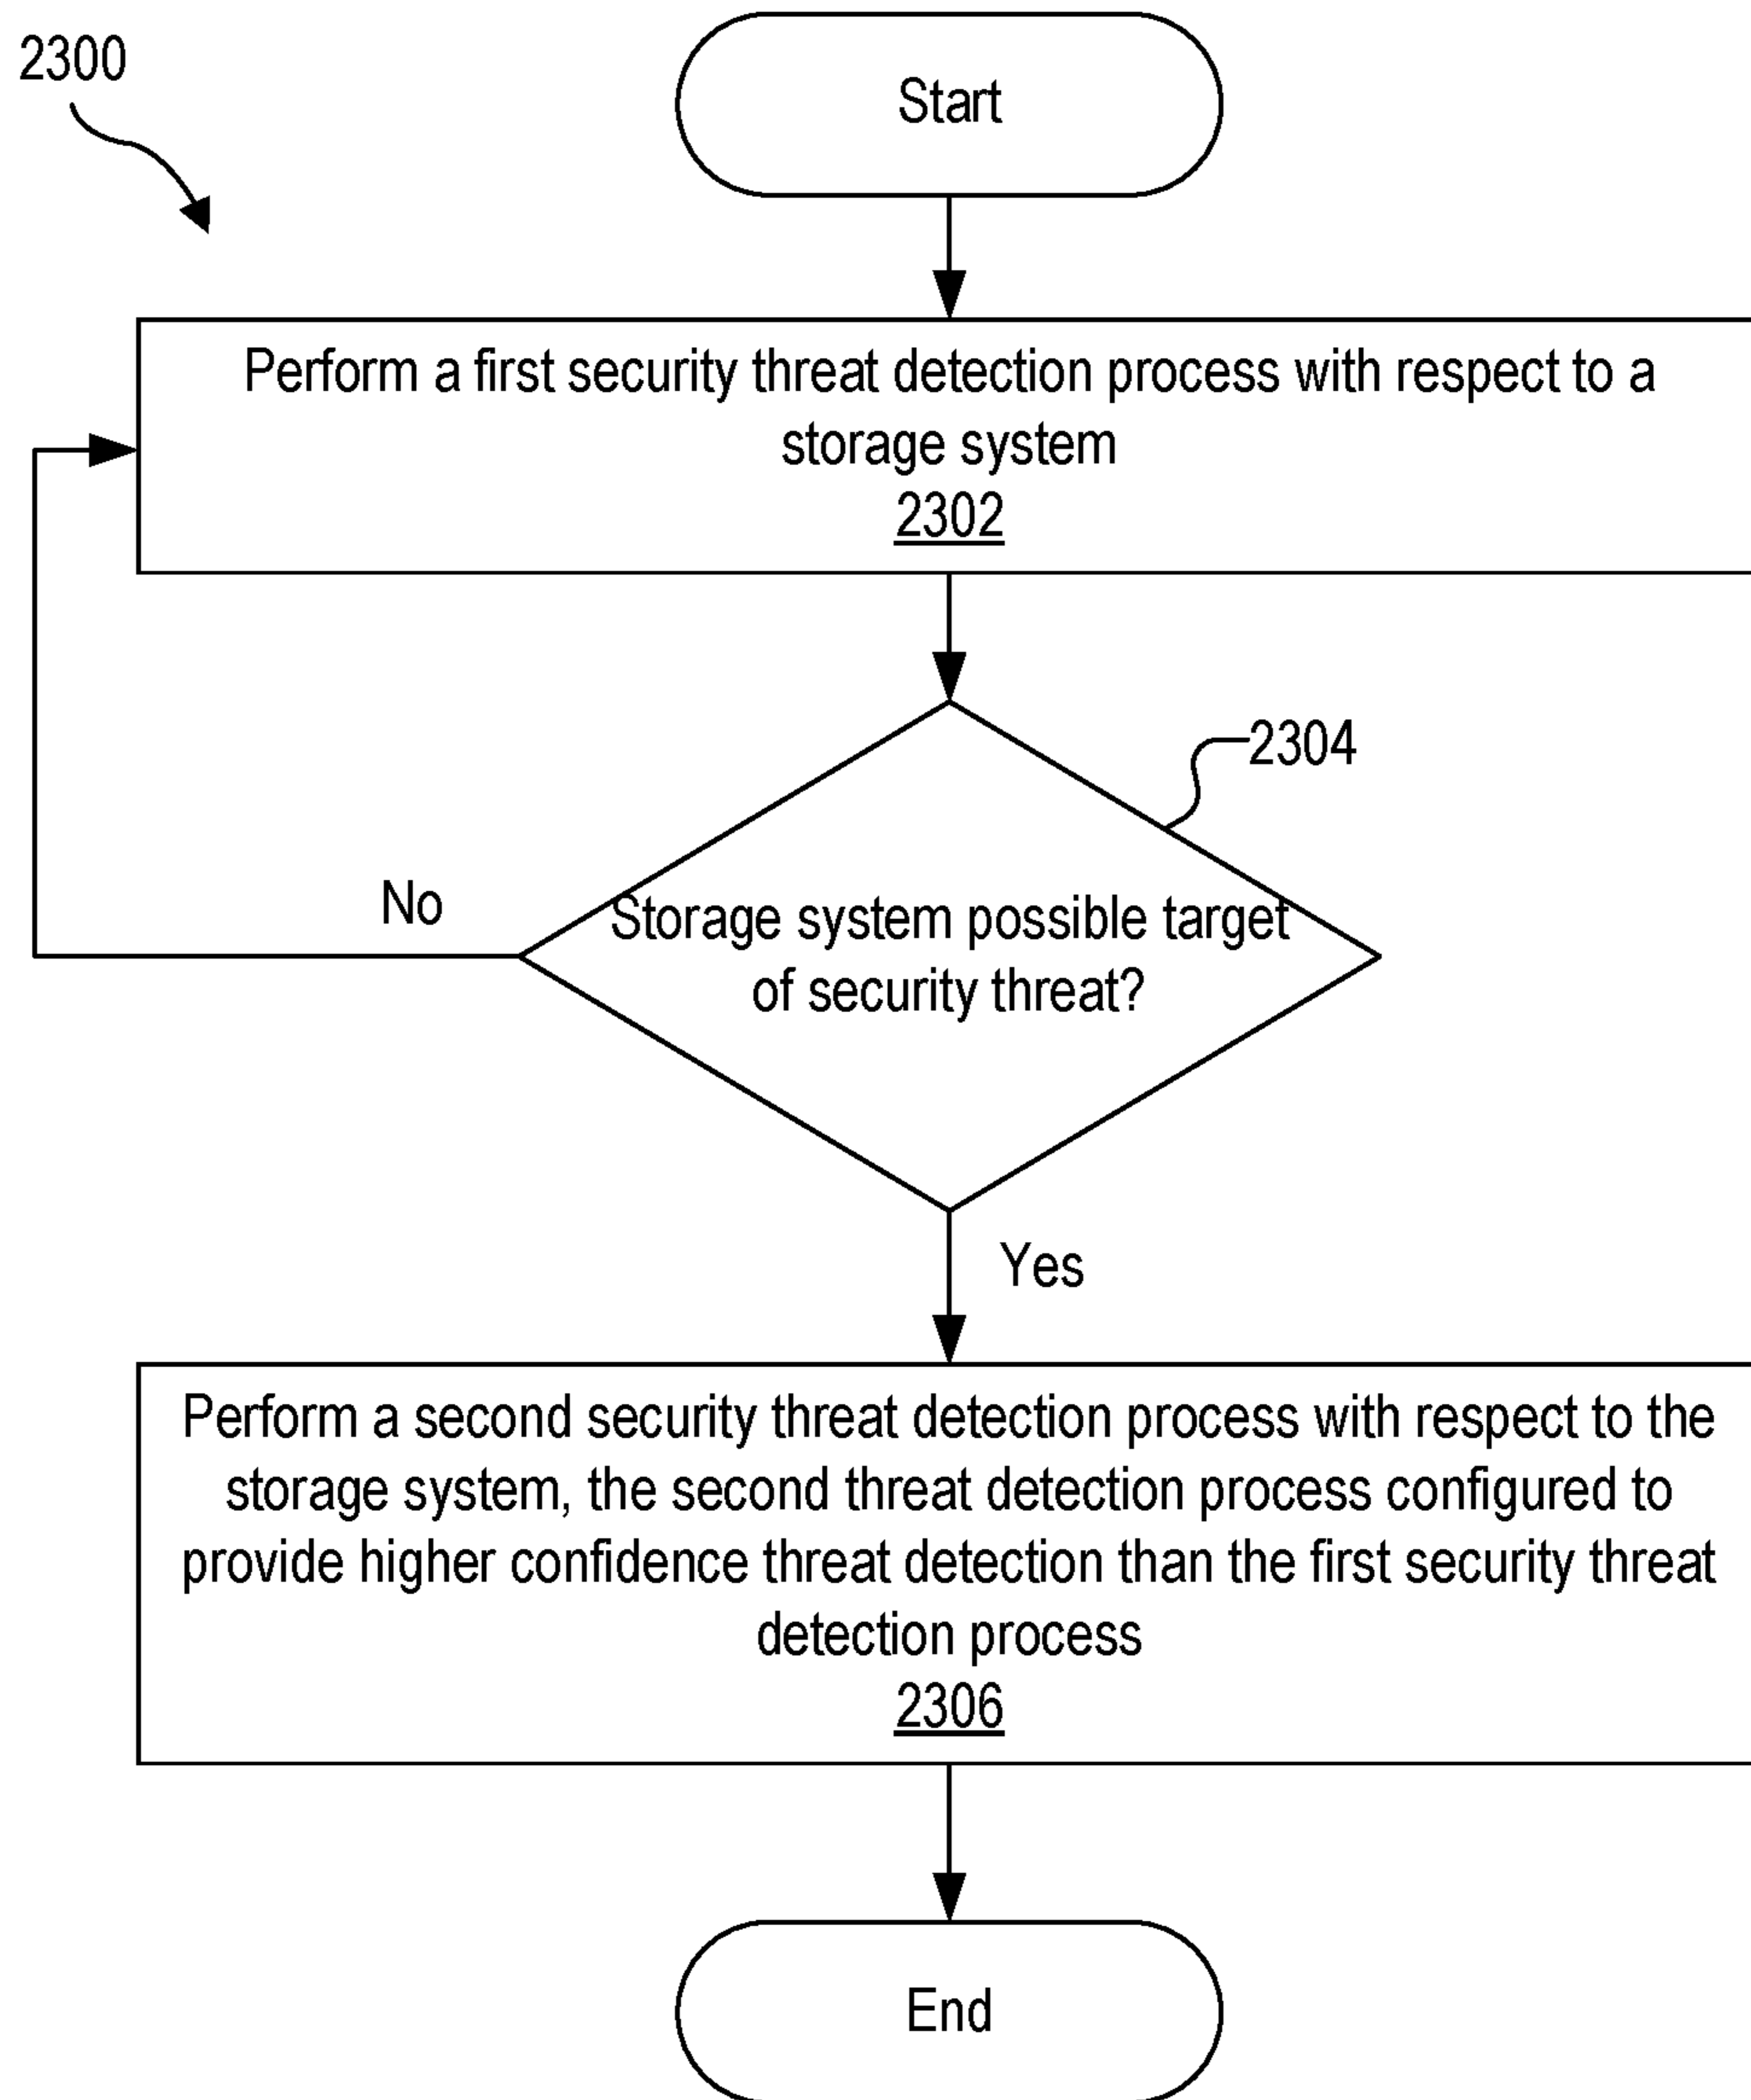 2300
Start
Perform a first security threat detection process with respect to a
storage system
2302
2304
No
Storage system possible target
of security threat?
Yes
Perform a second security threat detection process with respect to the
storage system, the second threat detection process configured to
provide higher confidence threat detection than the first security threat
detection process
2306
End